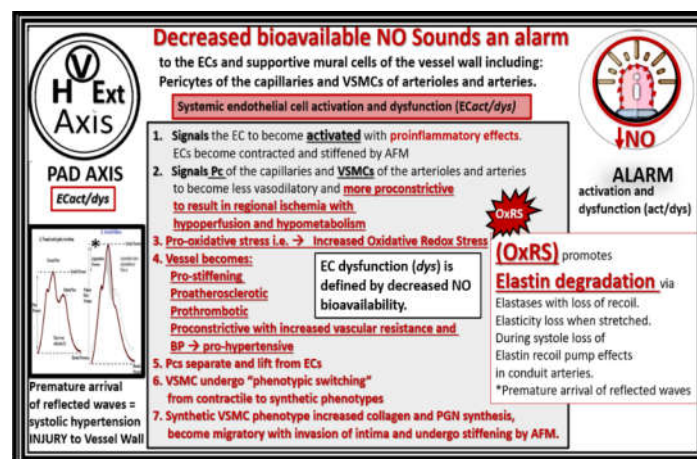 Decreased bioavailable NO Sounds an alarm
to the ECs and supportive mural cells of the vessel wall including:
Pericytes of the capillaries and VSMCs of arterioles and arteries.
Systemic endothelial cell activation and dysfunction (ECact/dys)
V
H Ext
Axis
PAD AXIS
ECact/dys
*
Premature arrival
of reflected waves =
systolic hypertension
INJURY to Vessel Wall
1. Signals the EC to become activated with proinflammatory effects.
ECs become contracted and stiffened by AFM
2. Signals Pc of the capillaries and VSMCs of the arterioles and arteries
to become less vasodilatory and more proconstrictive
to result in regional ischemia with
hypoperfusion and hypometabolism
3. Pro-oxidative stress i.e. → Increased Oxidative Redox Stress
4. Vessel becomes:
Pro-stiffening
Proatherosclerotic
Prothrombotic
Proconstrictive with increased vascular resistance and
BP → pro-hypertensive
5. Pcs separate and lift from ECs
6. VSMC undergo “phenotypic switching”
from contractile to synthetic phenotypes
7. Synthetic VSMC phenotype increased collagen and PGN synthesis,
become migratory with invasion of intima and undergo stiffening by AFM.
EC dysfunction (dys) is
defined by decreased NO
bioavailability.
OxRS
i
↓NO
ALARM
activation and
dysfunction (act/dys)
(OxRS) promotes
Elastin degradation via
Elastases with loss of recoil.
Elasticity loss when stretched.
During systole loss of
Elastin recoil pump effects
in conduit arteries.
*Premature arrival of reflected waves